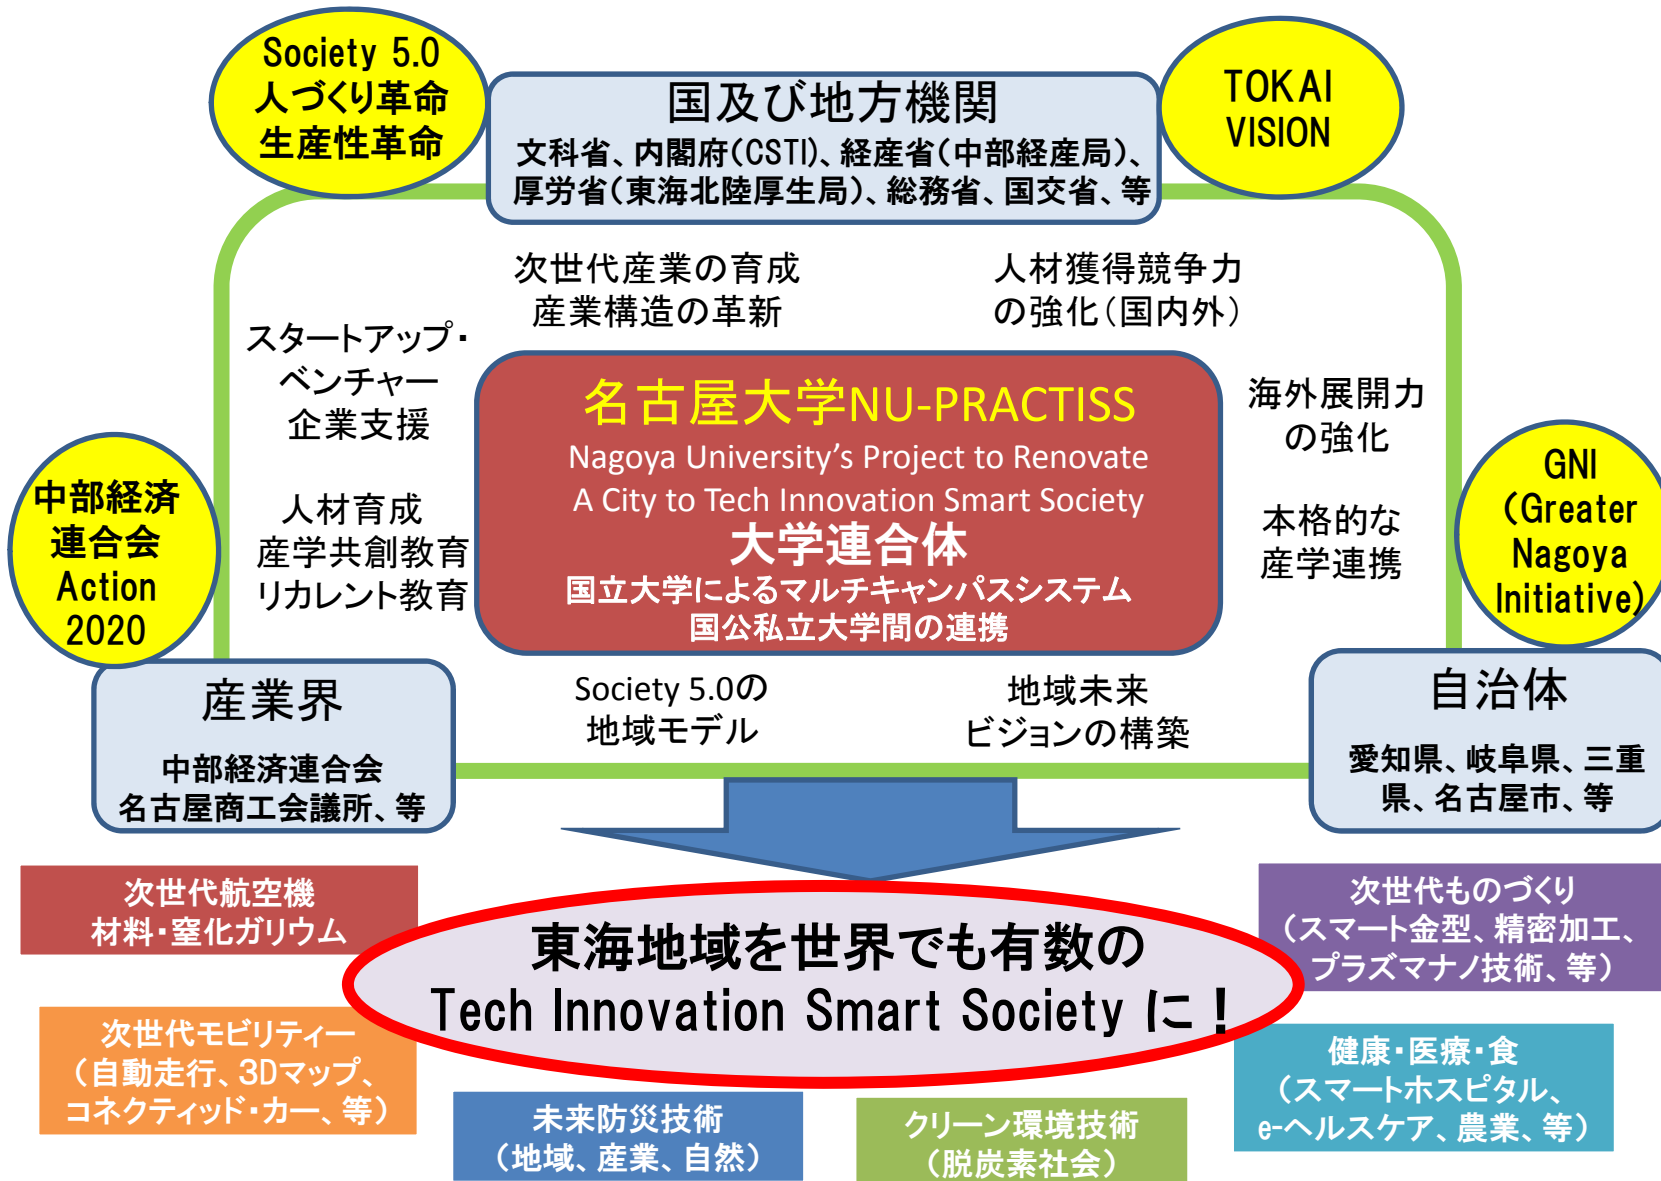 Society 5.0
人づくり革命
生産性革命
国及び地方機関
文科省、内閣府(CSTI)、経産省(中部経産局)、
厚労省(東海北陸厚生局)、総務省、国交省、等
TOKAI
VISION
次世代産業の育成
産業構造の革新
人材獲得競争力
の強化(国内外)
スタートアップ・
ベンチャー
企業支援
人材育成
産学共創教育
リカレント教育
名古屋大学NU-PRACTISS
Nagoya University's Project to Renovate
A City to Tech Innovation Smart Society
大学連合体
国立大学によるマルチキャンパスシステム
国公私立大学間の連携
海外展開力
の強化
本格的な
産学連携
中部経済
連合会
Action
2020
GNI
(Greater
Nagoya
Initiative)
産業界
中部経済連合会
名古屋商工会議所、等
Society 5.0の
地域モデル
地域未来
ビジョンの構築
自治体
愛知県、岐阜県、三重
県、名古屋市、等
次世代航空機
材料・窒化ガリウム
東海地域を世界でも有数の
Tech Innovation Smart Society に！
次世代ものづくり
(スマート金型、精密加工、
プラズマナノ技術、等)
次世代モビリティー
(自動走行、3Dマップ、
コネクティッド・カー、等)
未来防災技術
(地域、産業、自然)
クリーン環境技術
(脱炭素社会)
健康・医療・食
(スマートホスピタル、
e-ヘルスケア、農業、等)